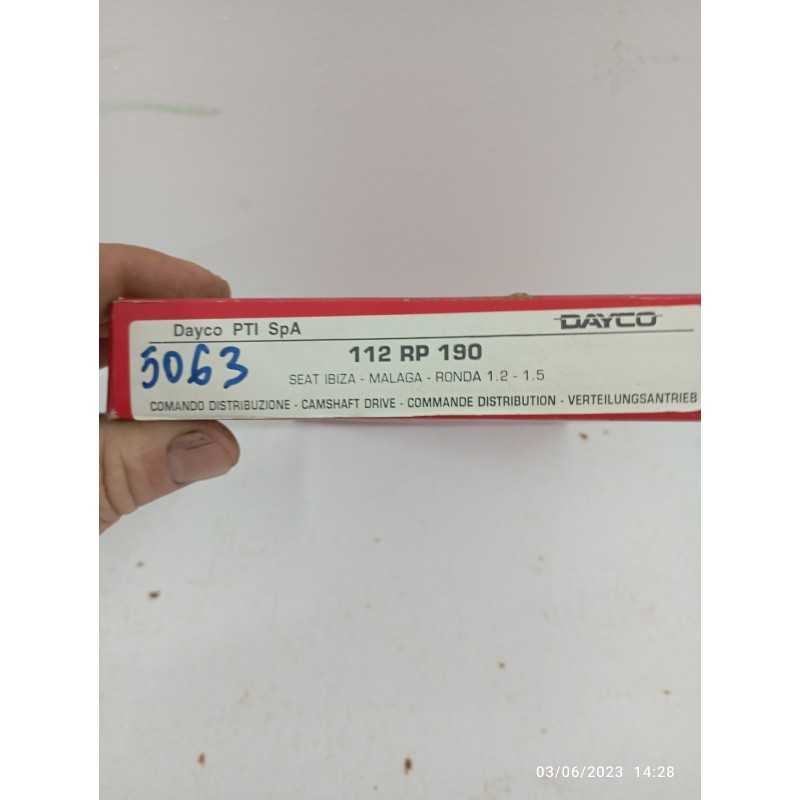 Dayco PTI SpA
DAYCO
5063
112 RP 190
SEAT IBIZA - MALAGA - RONDA 1.2 - 1.5
COMANDO DISTRIBUZIONE - CAMSHAFT DRIVE - COMMANDE DISTRIBUTION - VERTEILUNGSANTRIEB
03/06/2023 14:28